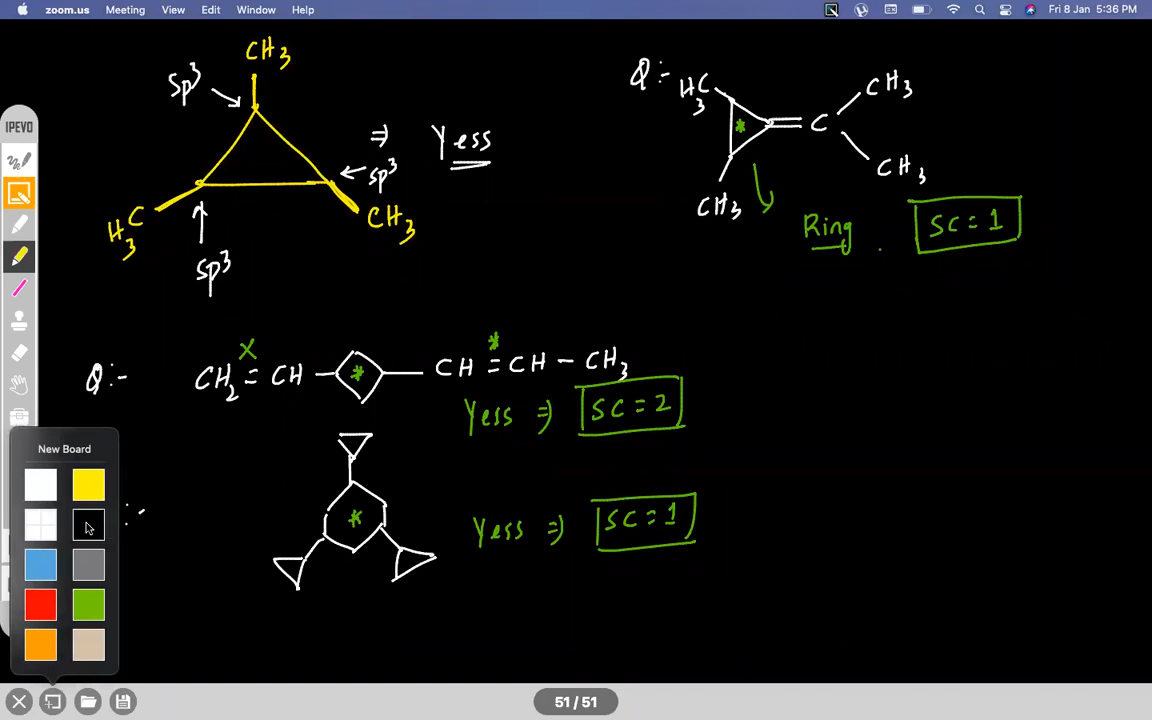 zoom.us Meeting View Edit Window Help
Fri 8 Jan 5:36 PM
IPEVO
CH3
Sp3
⇒ Yess
sp3
H3C
CH3
sp3
Q:-
H3C
C
CH3
CH3
CH3
*
Ring . SC = 1
Q:-
CH2 = CH
CH = CH - CH3
X
*
*
Yess ⇒ SC = 2
:-
*
Yess ⇒ SC = 1
New Board
51 / 51